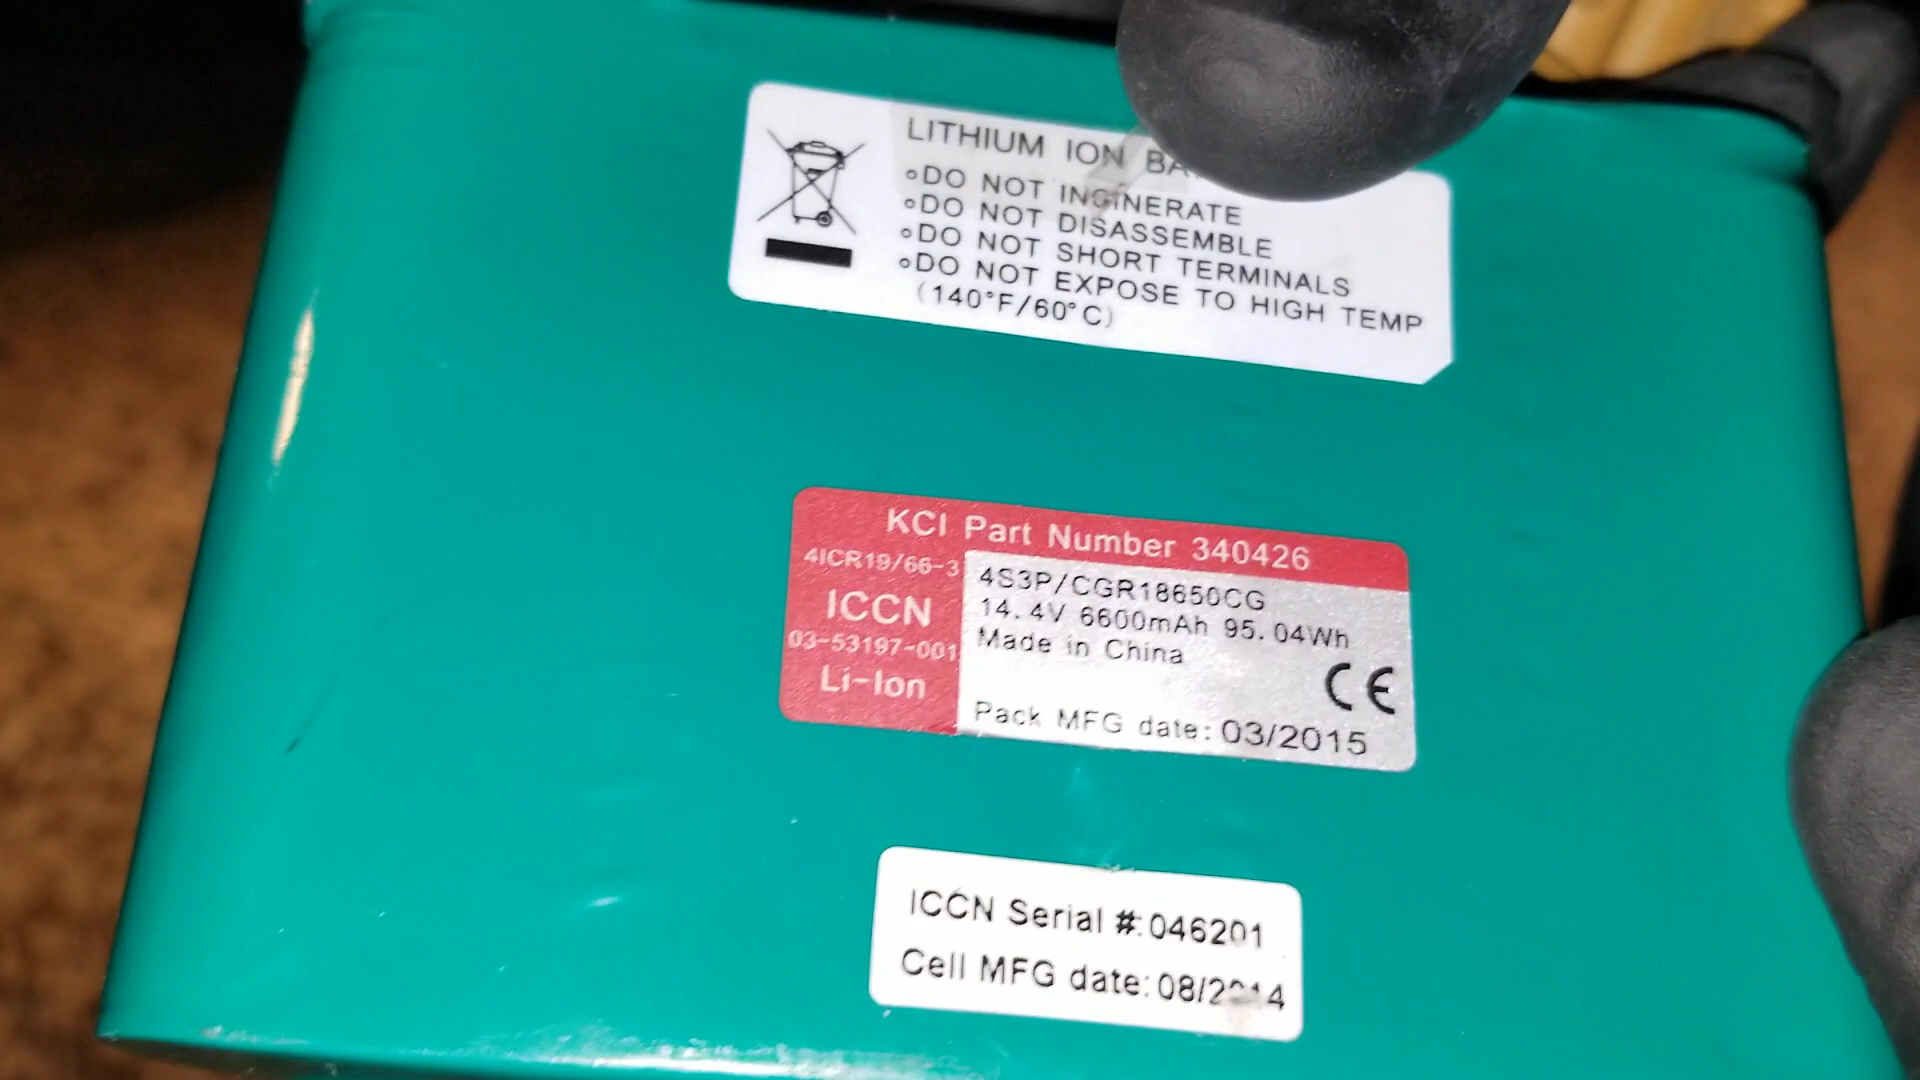 LITHIUM ION
◦DO NOT INCINERATE
◦DO NOT DISASSEMBLE
◦DO NOT SHORT TERMINALS
◦DO NOT EXPOSE TO HIGH TEMP
(140°F/60°C)
KCI Part Number 340426
4ICR19/66-3
ICCN
03-53197-001
Li-Ion
4S3P/CGR18650CG
14.4V 6600mAh 95.04Wh
Made in China
CE
Pack MFG date: 03/2015
ICCN Serial #: 046201
Cell MFG date: 08/2014